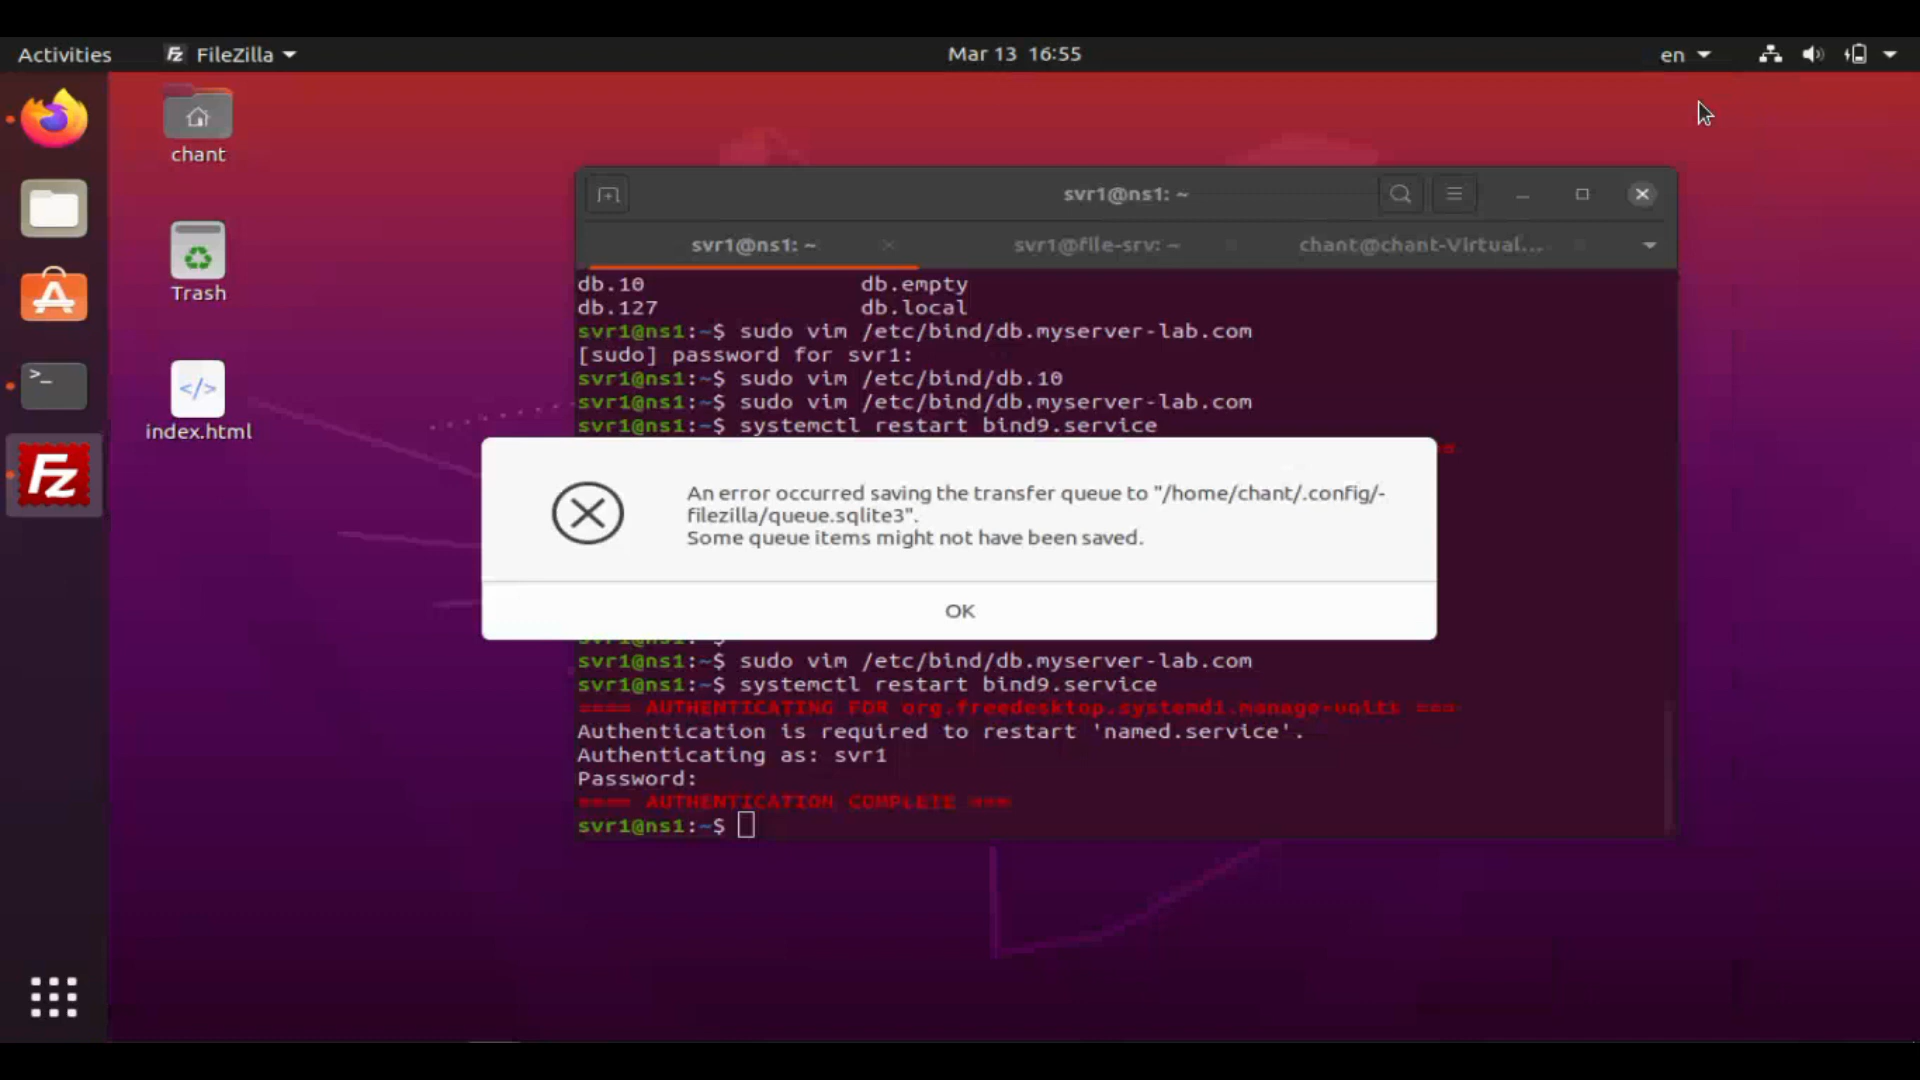 Activities
FileZilla
Mar 13 16:55
en
chant
Trash
index.html
svr1@ns1: ~
svr1@ns1: ~
svr1@file-srv: ~
chant@chant-Virtual...
db.10 db.empty
db.127 db.local
svr1@ns1:~$ sudo vim /etc/bind/db.myserver-lab.com
[sudo] password for svr1:
svr1@ns1:~$ sudo vim /etc/bind/db.10
svr1@ns1:~$ sudo vim /etc/bind/db.myserver-lab.com
svr1@ns1:~$ systemctl restart bind9.service
An error occurred saving the transfer queue to "/home/chant/.config/-
filezilla/queue.sqlite3".
Some queue items might not have been saved.
OK
svr1@ns1:~$ sudo vim /etc/bind/db.myserver-lab.com
svr1@ns1:~$ systemctl restart bind9.service
==== AUTHENTICATING FOR org.freedesktop.systemd1.manage-units ===
Authentication is required to restart 'named.service'.
Authenticating as: svr1
Password:
==== AUTHENTICATION COMPLETE ===
svr1@ns1:~$